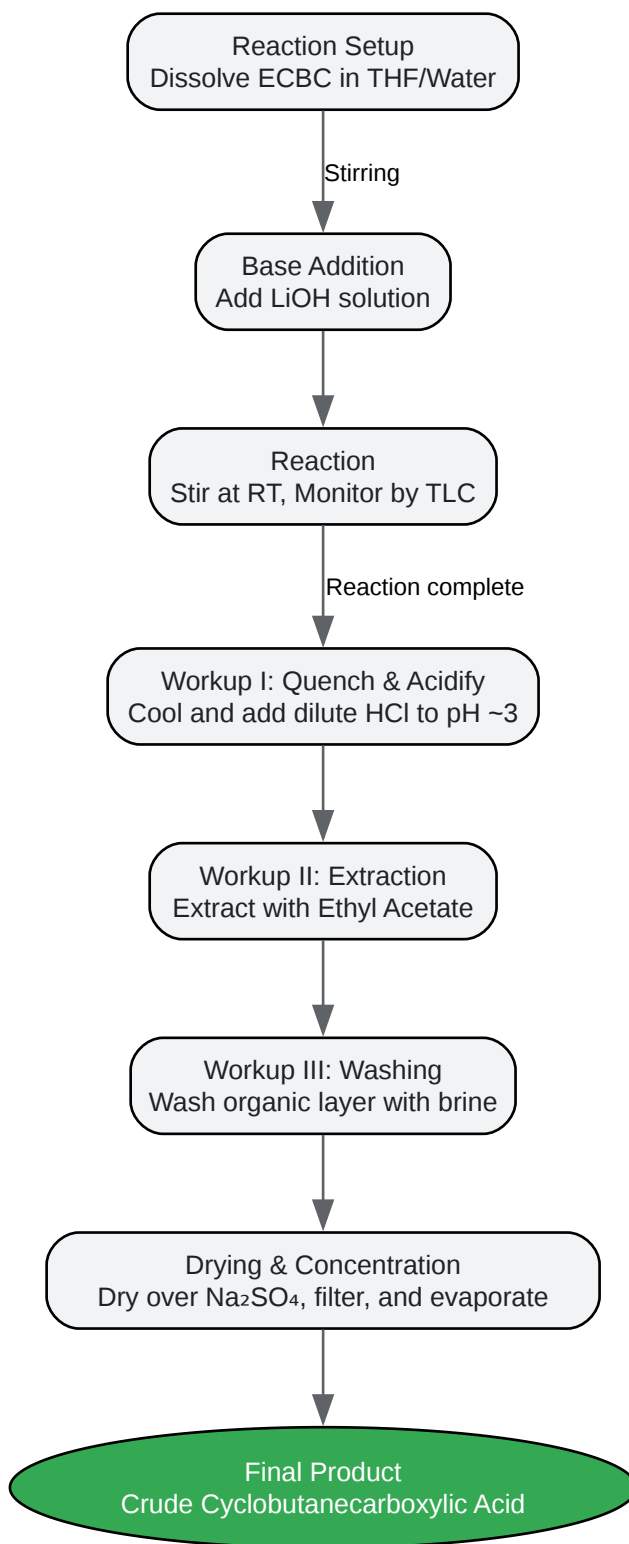 Reaction Setup
Dissolve ECBC in THF/Water
Stirring
Base Addition
Add LiOH solution
Reaction
Stir at RT, Monitor by TLC
Reaction complete
Workup I: Quench & Acidify
Cool and add dilute HCl to pH ~3
Workup II: Extraction
Extract with Ethyl Acetate
Workup III: Washing
Wash organic layer with brine
Drying & Concentration
Dry over Na₂SO₄, filter, and evaporate
Final Product
Crude Cyclobutanecarboxylic Acid